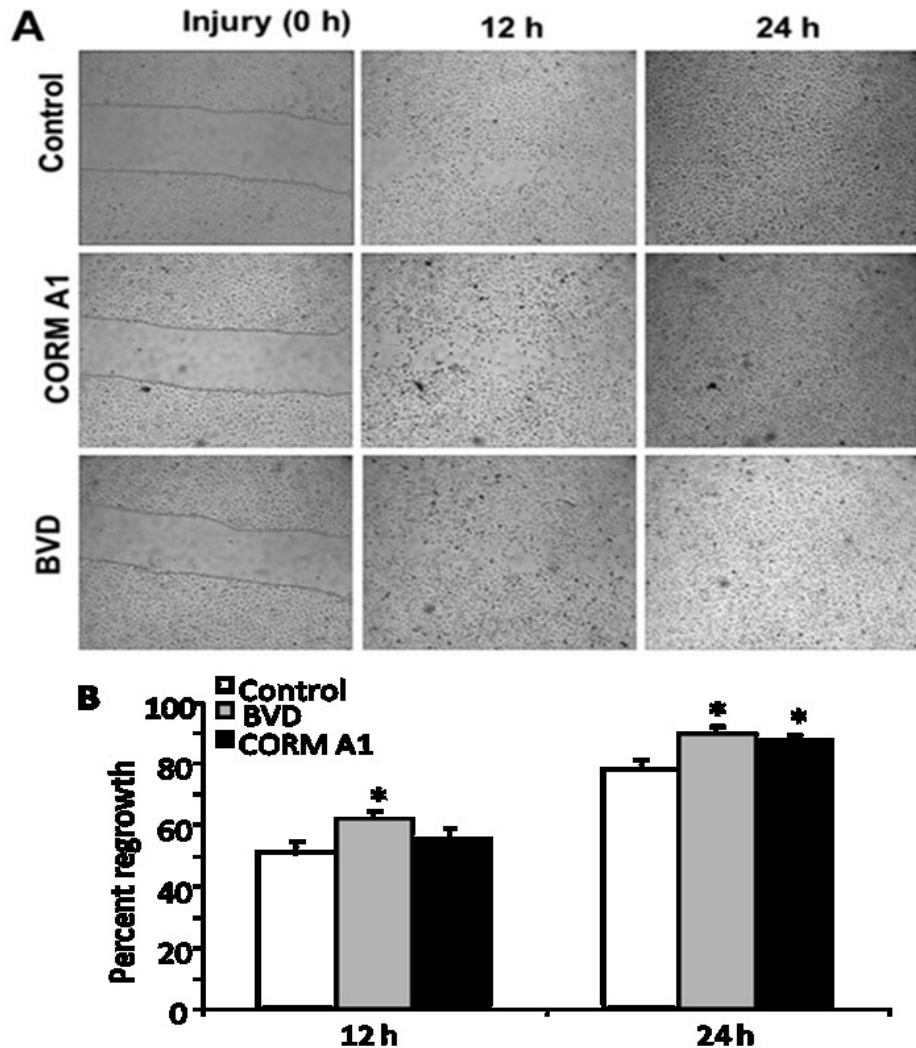 A
Injury (0 h) 12 h 24 h
Control
CORM A1
BVD
B
Control
BVD
CORM A1
Percent regrowth
100
80
60
40
20
0
*
* *
12 h 24 h